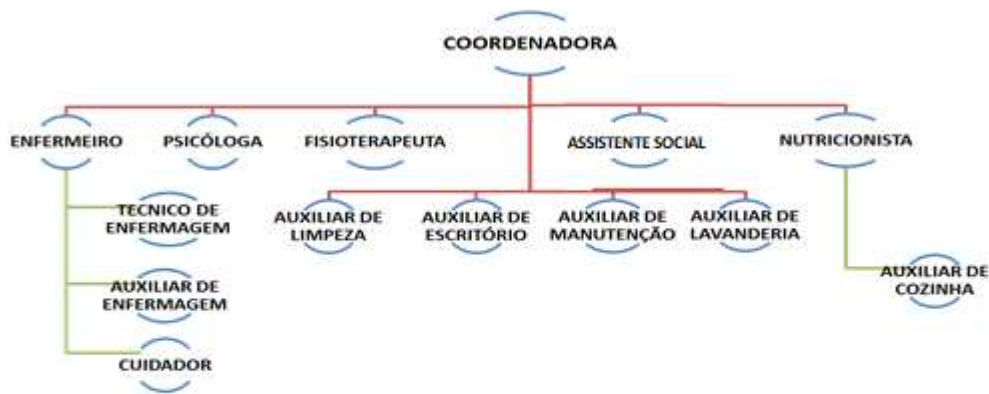 COORDENADORA
ENFERMEIRO
PSICÓLOGA
FISIOTERAPEUTA
ASSISTENTE SOCIAL
NUTRICIONISTA
TECNICO DE
ENFERMAGEM
AUXILIAR DE
LIMPEZA
AUXILIAR DE
ESCRITÓRIO
AUXILIAR DE
MANUTENÇÃO
AUXILIAR DE
LAVANDERIA
AUXILIAR DE
ENFERMAGEM
AUXILIAR DE
COZINHA
CUIDADOR